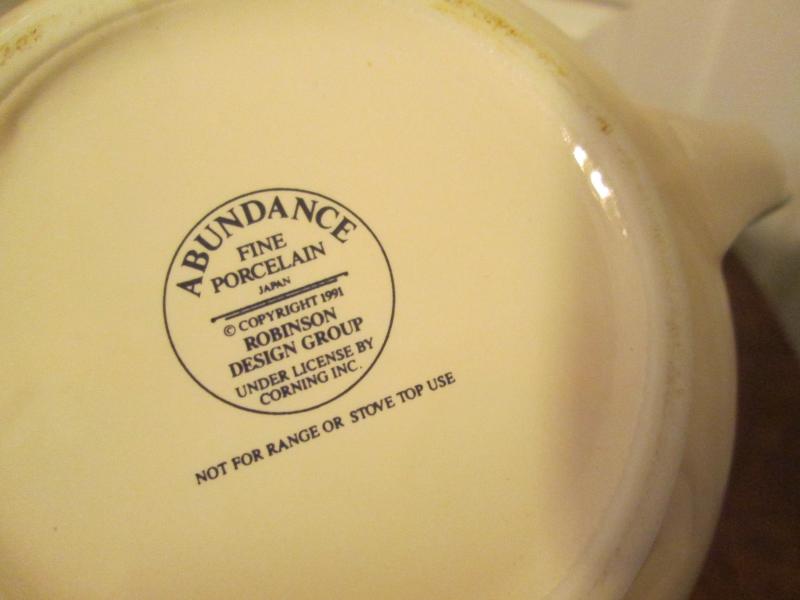 ABUNDANCE
FINE
PORCELAIN
JAPAN
© COPYRIGHT 1991
ROBINSON
DESIGN GROUP
UNDER LICENSE BY
CORNING INC.
NOT FOR RANGE OR STOVE TOP USE